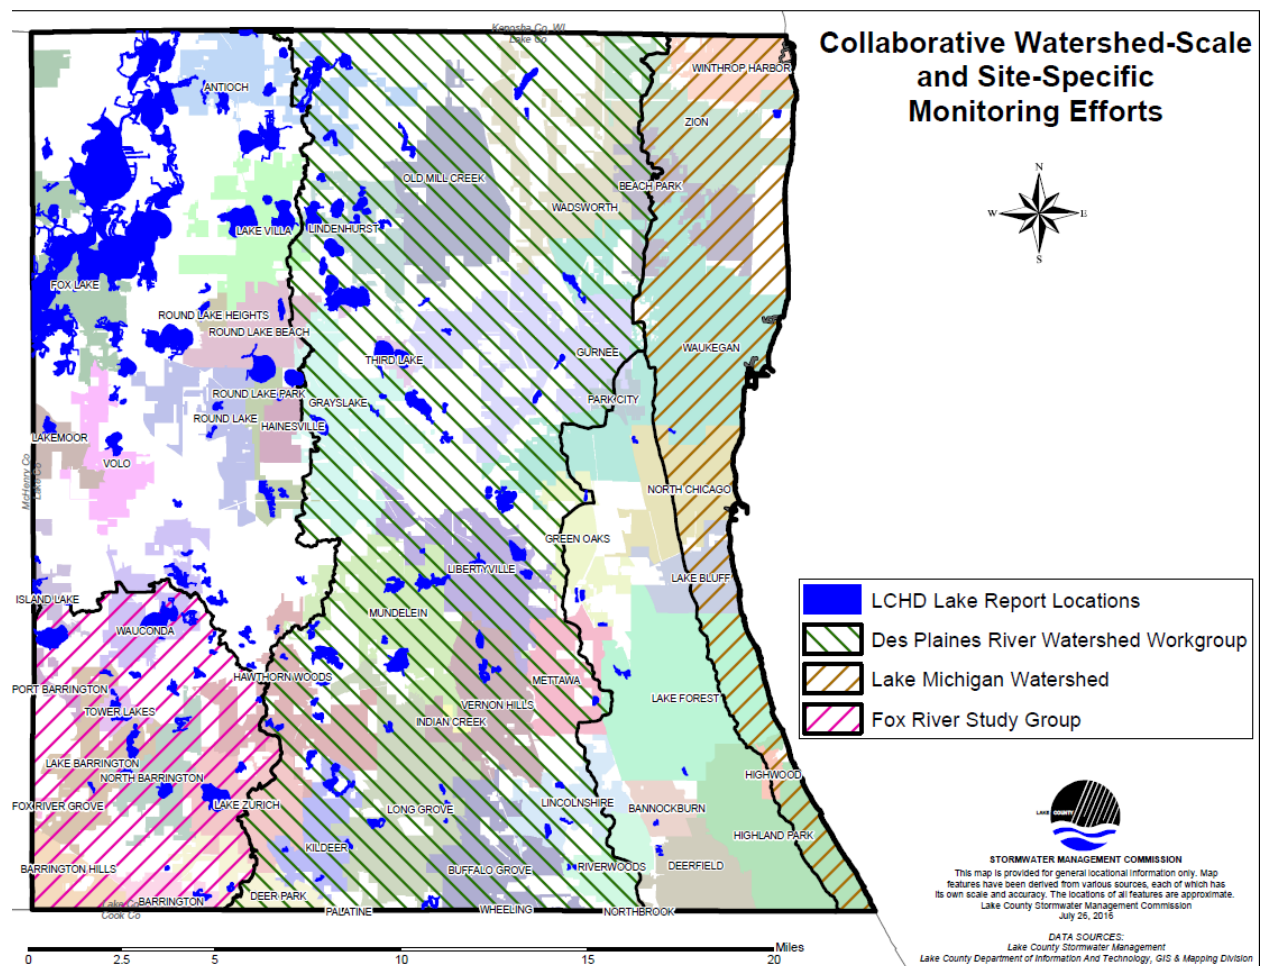 Kenosha Co, WI
Lake Co
Collaborative Watershed-Scale
and Site-Specific
Monitoring Efforts
WINTHROP HARBOR
ANTIOCH
ZION
OLD MILL CREEK
BEACH PARK
WADSWORTH
LAKE VILLA
LINDENHURST
N
W
E
S
FOX LAKE
ROUND LAKE HEIGHTS
ROUND LAKE BEACH
THIRD LAKE
GURNEE
WAUKEGAN
ROUND LAKE PARK
GRAYSLAKE
PARK CITY
ROUND LAKE
HAINESVILLE
LAKEMOOR
VOLO
McHenry Co
Lake Co
NORTH CHICAGO
GREEN OAKS
LIBERTYVILLE
LAKE BLUFF
ISLAND LAKE
MUNDELEIN
WAUCONDA
HAWTHORN WOODS
METTAWA
PORT BARRINGTON
TOWER LAKES
VERNON HILLS
INDIAN CREEK
LAKE FOREST
LAKE BARRINGTON
NORTH BARRINGTON
HIGHWOOD
FOX RIVER GROVE
LAKE ZURICH
LONG GROVE
LINCOLNSHIRE
BANNOCKBURN
HIGHLAND PARK
KILDEER
BARRINGTON HILLS
BUFFALO GROVE
RIVERWOODS
DEERFIELD
DEER PARK
BARRINGTON
Lake Co
Cook Co
PALATINE
WHEELING
NORTHBROOK
LCHD Lake Report Locations
Des Plaines River Watershed Workgroup
Lake Michigan Watershed
Fox River Study Group
LAKE COUNTY
STORMWATER MANAGEMENT COMMISSION
This map is provided for general locational information only. Map
features have been derived from various sources, each of which has
its own scale and accuracy. The locations of all features are approximate.
Lake County Stormwater Management Commission
July 26, 2016
DATA SOURCES:
Lake County Stormwater Management
Lake County Department of Information And Technology, GIS & Mapping Division
Miles
0 2.5 5 10 15 20